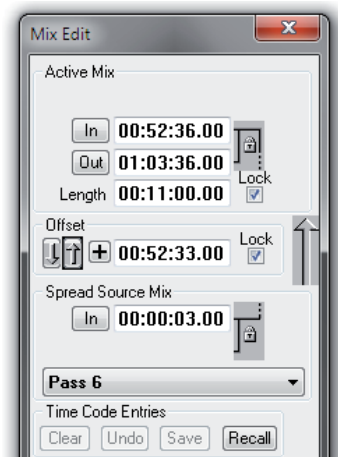 Mix Edit
Active Mix
In 00:52:36.00
Out 01:03:36.00
Lock
Length 00:11:00.00
Offset
Lock
+ 00:52:33.00
Spread Source Mix
In 00:00:03.00
Pass 6
Time Code Entries
Clear Undo Save Recall